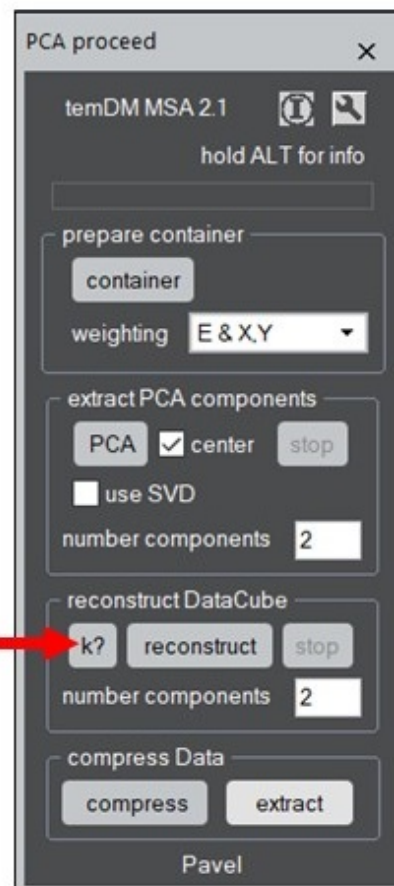 PCA proceed
×
temDM MSA 2.1
hold ALT for info
prepare container
container
weighting E & X,Y
extract PCA components
PCA center stop
use SVD
number components 2
reconstruct DataCube
k? reconstruct stop
number components 2
compress Data
compress extract
Pavel